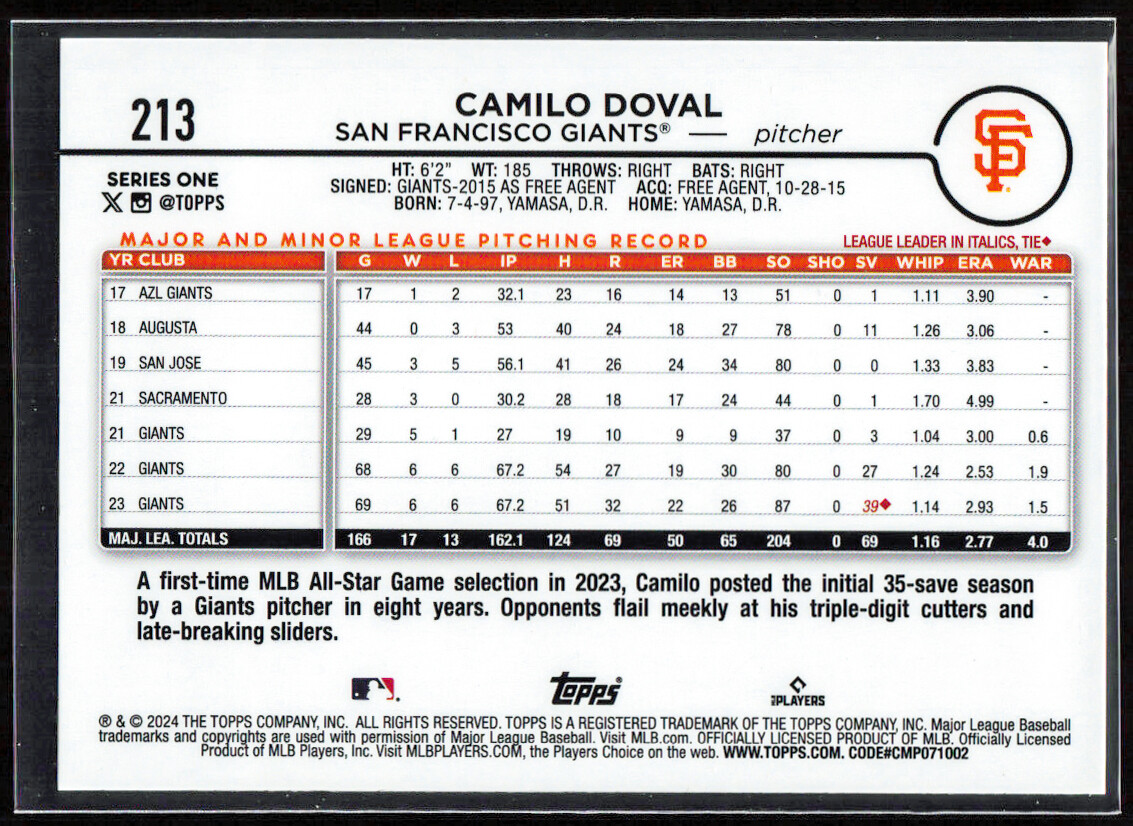 213
CAMILO DOVAL
SAN FRANCISCO GIANTS® — pitcher
SF
SERIES ONE
X @TOPPS
HT: 6'2" WT: 185 THROWS: RIGHT BATS: RIGHT
SIGNED: GIANTS-2015 AS FREE AGENT ACQ: FREE AGENT, 10-28-15
BORN: 7-4-97, YAMASA, D.R. HOME: YAMASA, D.R.
MAJOR AND MINOR LEAGUE PITCHING RECORD LEAGUE LEADER IN ITALICS, TIE♦
YR CLUB G W L IP H R ER BB SO SHO SV WHIP ERA WAR
17 AZL GIANTS 17 1 2 32.1 23 16 14 13 51 0 1 1.11 3.90 -
18 AUGUSTA 44 0 3 53 40 24 18 27 78 0 11 1.26 3.06 -
19 SAN JOSE 45 3 5 56.1 41 26 24 34 80 0 0 1.33 3.83 -
21 SACRAMENTO 28 3 0 30.2 28 18 17 24 44 0 1 1.70 4.99 -
21 GIANTS 29 5 1 27 19 10 9 9 37 0 3 1.04 3.00 0.6
22 GIANTS 68 6 6 67.2 54 27 19 30 80 0 27 1.24 2.53 1.9
23 GIANTS 69 6 6 67.2 51 32 22 26 87 0 39♦ 1.14 2.93 1.5
MAJ. LEA. TOTALS 166 17 13 162.1 124 69 50 65 204 0 69 1.16 2.77 4.0
A first-time MLB All-Star Game selection in 2023, Camilo posted the initial 35-save season
by a Giants pitcher in eight years. Opponents flail meekly at his triple-digit cutters and
late-breaking sliders.
Topps®
MLBPLAYERS
® & © 2024 THE TOPPS COMPANY, INC. ALL RIGHTS RESERVED. TOPPS IS A REGISTERED TRADEMARK OF THE TOPPS COMPANY, INC. Major League Baseball
trademarks and copyrights are used with permission of Major League Baseball. Visit MLB.com. OFFICIALLY LICENSED PRODUCT OF MLB. Officially Licensed
Product of MLB Players, Inc. Visit MLBPLAYERS.COM, the Players Choice on the web. WWW.TOPPS.COM. CODE#CMP071002